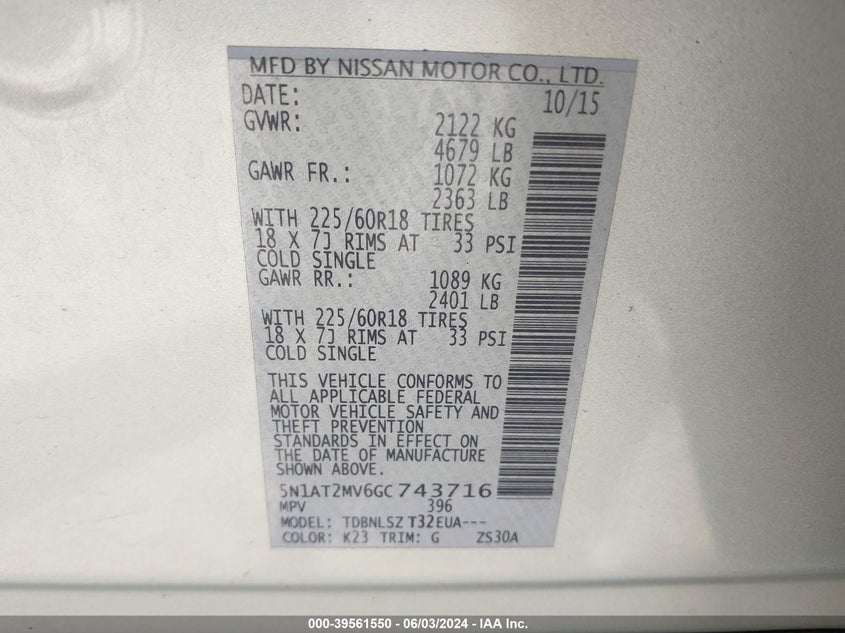 MFD BY NISSAN MOTOR CO., LTD.
DATE: 10/15
GVWR: 2122 KG
4679 LB
GAWR FR.: 1072 KG
2363 LB
WITH 225/60R18 TIRES
18 X 7J RIMS AT 33 PSI
COLD SINGLE
GAWR RR.: 1089 KG
2401 LB
WITH 225/60R18 TIRES
18 X 7J RIMS AT 33 PSI
COLD SINGLE
THIS VEHICLE CONFORMS TO
ALL APPLICABLE FEDERAL
MOTOR VEHICLE SAFETY AND
THEFT PREVENTION
STANDARDS IN EFFECT ON
THE DATE OF MANUFACTURE
SHOWN ABOVE.
5N1AT2MV6GC743716
MPV 396
MODEL: TDBNLSZ T32EUA---
COLOR: K23 TRIM: G ZS30A
000-39561550 - 06/03/2024 - IAA Inc.